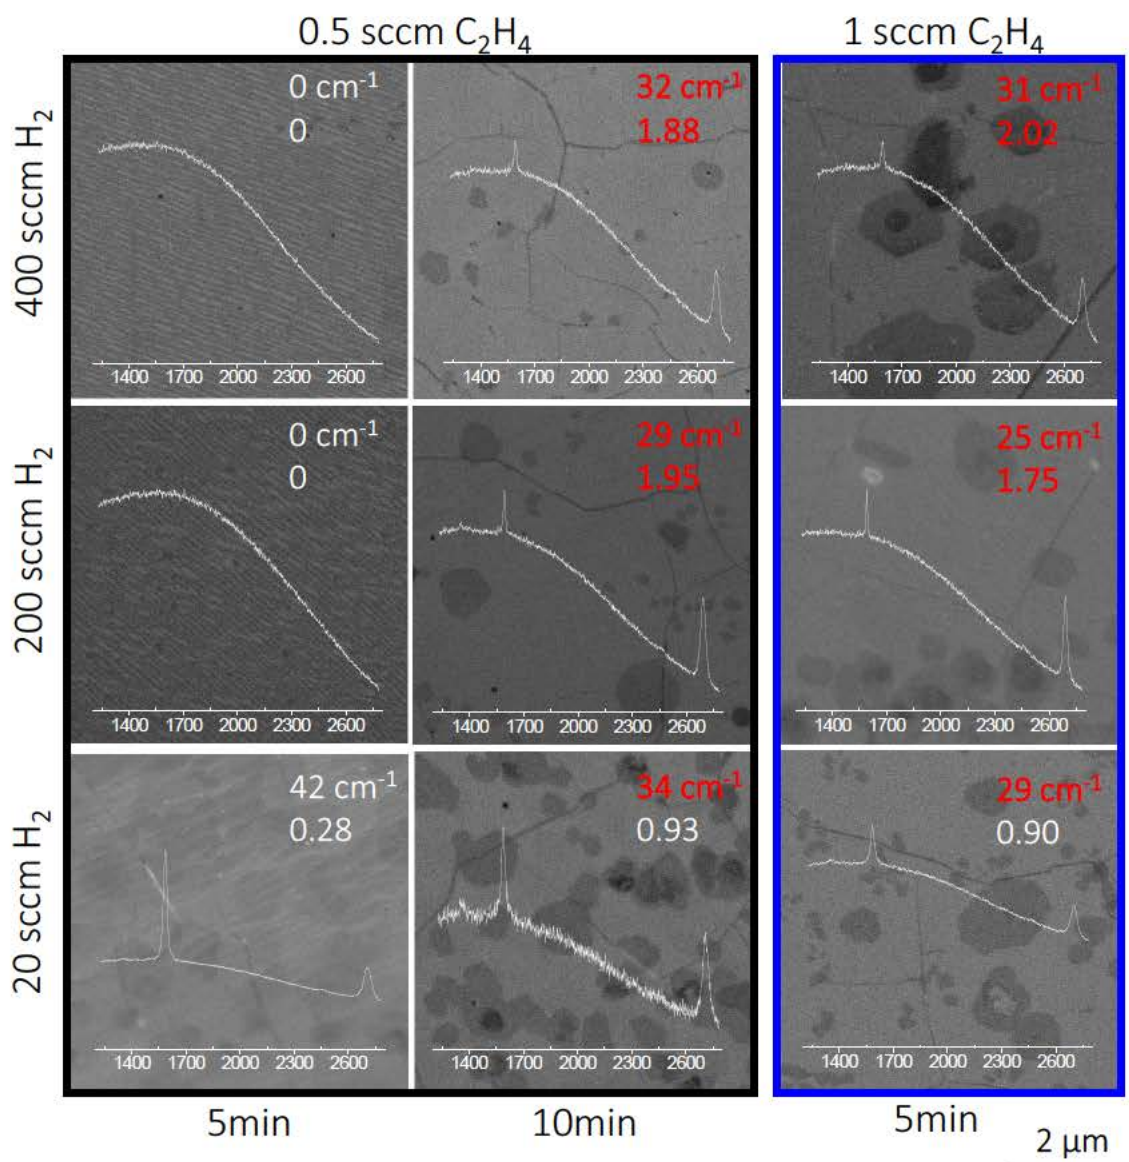 0.5 sccm C₂H₄
1 sccm C₂H₄
400 sccm H₂
0 cm⁻¹
0
1400 1700 2000 2300 2600
32 cm⁻¹
1.88
1400 1700 2000 2300 2600
31 cm⁻¹
2.02
1400 1700 2000 2300 2600
200 sccm H₂
0 cm⁻¹
0
1400 1700 2000 2300 2600
29 cm⁻¹
1.95
1400 1700 2000 2300 2600
25 cm⁻¹
1.75
1400 1700 2000 2300 2600
20 sccm H₂
42 cm⁻¹
0.28
1400 1700 2000 2300 2600
34 cm⁻¹
0.93
1400 1700 2000 2300 2600
29 cm⁻¹
0.90
1400 1700 2000 2300 2600
5min
10min
5min
2 μm